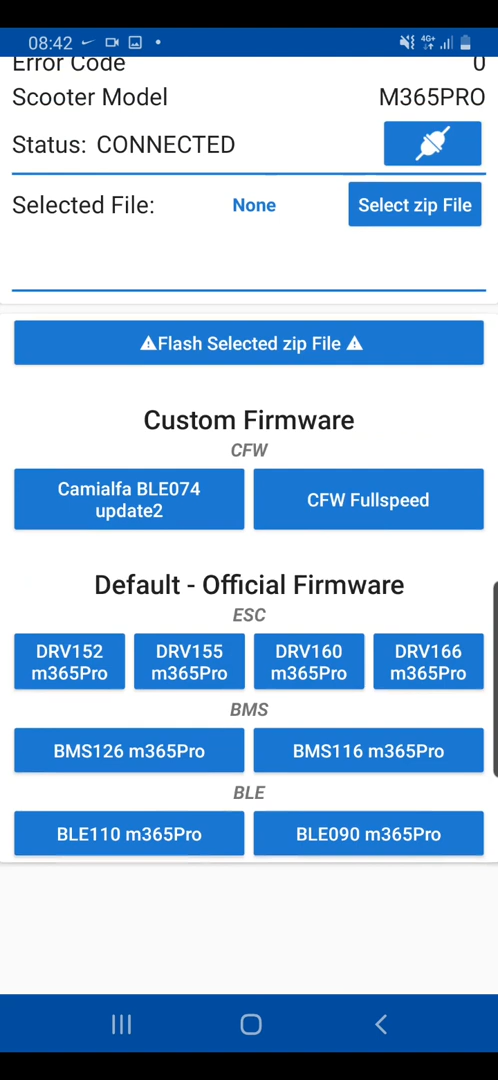 08:42
4G+
Error Code 0
Scooter Model M365PRO
Status: CONNECTED
Selected File: None Select zip File
Flash Selected zip File
Custom Firmware
CFW
Camialfa BLE074
update2
CFW Fullspeed
Default - Official Firmware
ESC
DRV152
m365Pro
DRV155
m365Pro
DRV160
m365Pro
DRV166
m365Pro
BMS
BMS126 m365Pro
BMS116 m365Pro
BLE
BLE110 m365Pro
BLE090 m365Pro